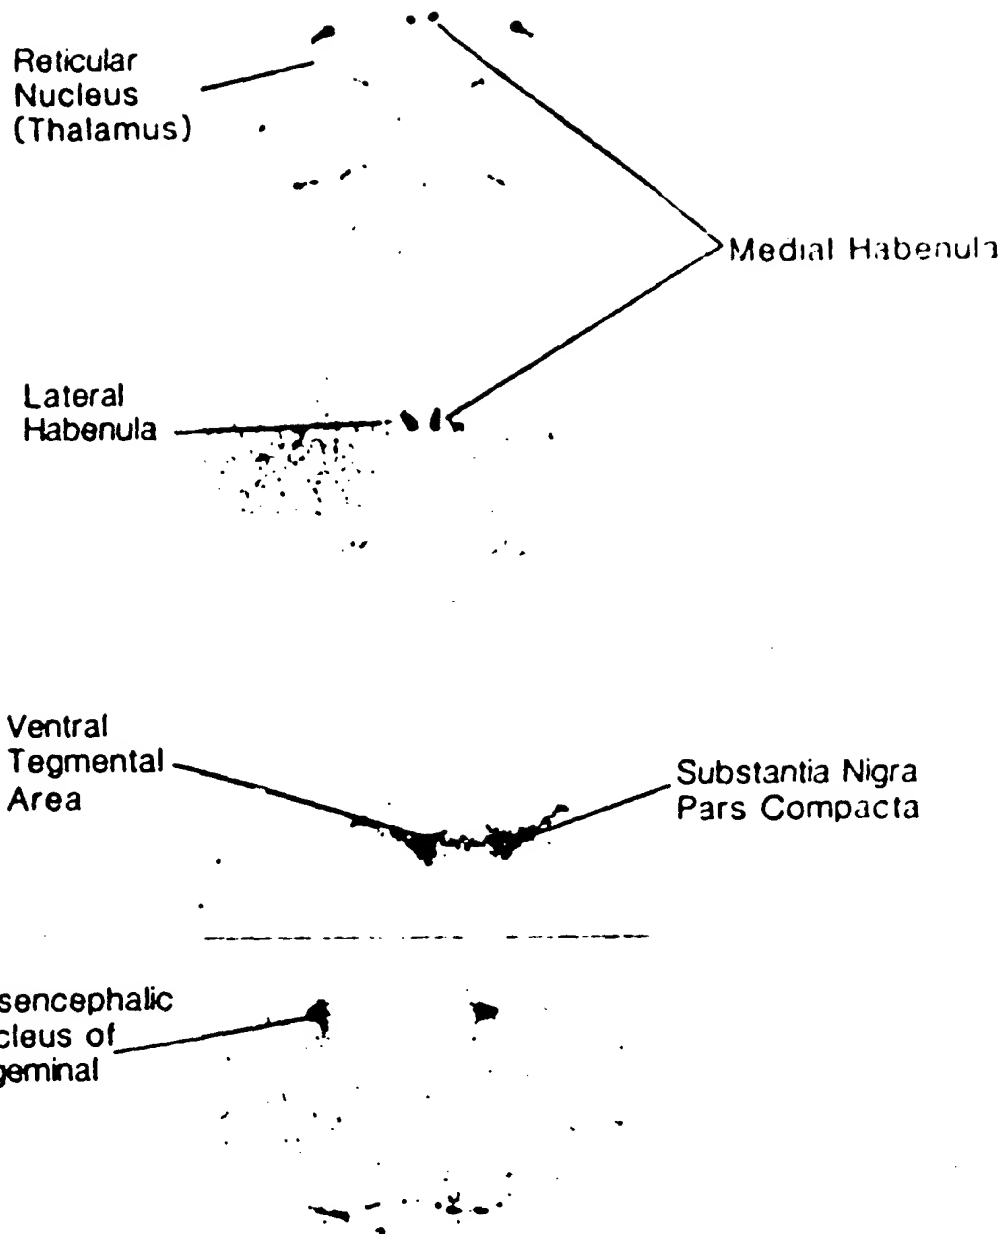 Reticular
Nucleus
(Thalamus)
Medial Habenula
Lateral
Habenula
Ventral
Tegmental
Area
Substantia Nigra
Pars Compacta
sencephalic
cleus of
geminal